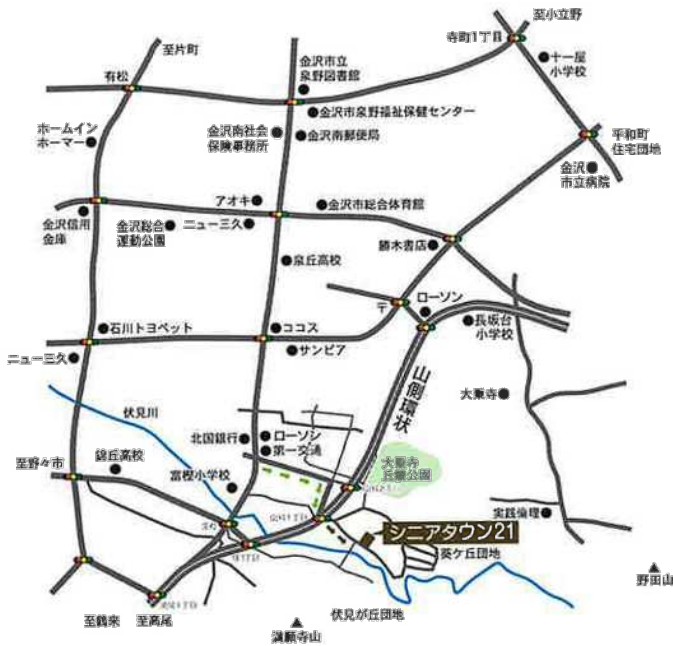 至小立野
寺町1丁目
至片町
金沢市立
泉野図書館
十一屋
小学校
有松
金沢市泉野福祉保健センター
ホームイン
ホーマー
金沢南社会
保険事務所
金沢南郵便局
平和町
住宅団地
金沢
市立病院
アオキ
金沢市総合体育館
金沢信用
金庫
金沢総合
運動公園
ニュー三久
勝木書店
泉丘高校
〒
ローソン
石川トヨペット
ココス
長坂台
小学校
サンピア
ニュー三久
山側環状
大乗寺
伏見川
北国銀行
ローソン
第一交通
大乗寺
丘陵公園
至野々市
錦丘高校
富樫小学校
実践倫理
シニアタウン21
葵ケ丘団地
野田山
至鶴来
至高尾
伏見が丘団地
満願寺山